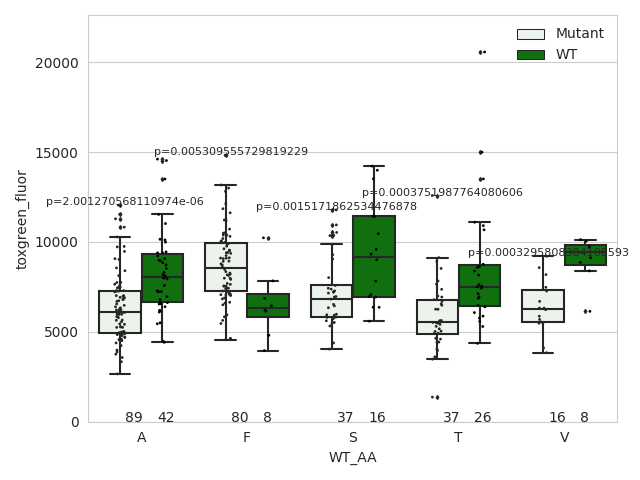 Mutant
WT
20000
15000
10000
5000
0
toxgreen_fluor
p=2.001270568110974e-06
p=0.005309555729819229
p=0.0015171862534476878
p=0.0003751987764080606
89 42 80 8 37 16 37 26 16 8
A F S T V
WT_AA